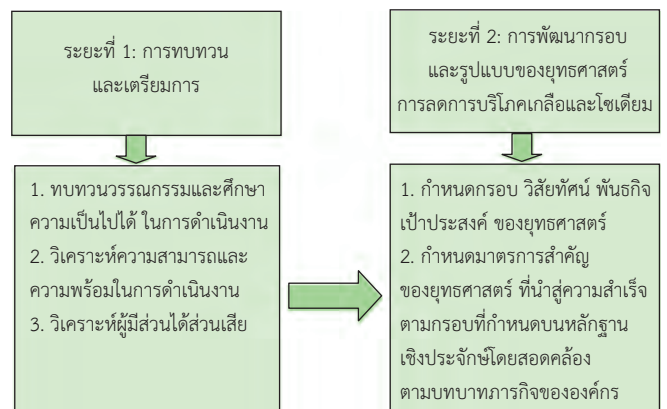 ระยะที่ 1: การทบทวน
และเตรียมการ
ระยะที่ 2: การพัฒนากรอบ
และรูปแบบของยุทธศาสตร์
การลดการบริโภคเกลือและโซเดียม
1. ทบทวนวรรณกรรมและศึกษา
ความเป็นไปได้ ในการดำเนินงาน
2. วิเคราะห์ความสามารถและ
ความพร้อมในการดำเนินงาน
3. วิเคราะห์ผู้มีส่วนได้ส่วนเสีย
1. กำหนดกรอบ วิสัยทัศน์ พันธกิจ
เป้าประสงค์ ของยุทธศาสตร์
2. กำหนดมาตรการสำคัญ
ของยุทธศาสตร์ ที่นำสู่ความสำเร็จ
ตามกรอบที่กำหนดบนหลักฐาน
เชิงประจักษ์โดยสอดคล้อง
ตามบทบาทภารกิจขององค์กร